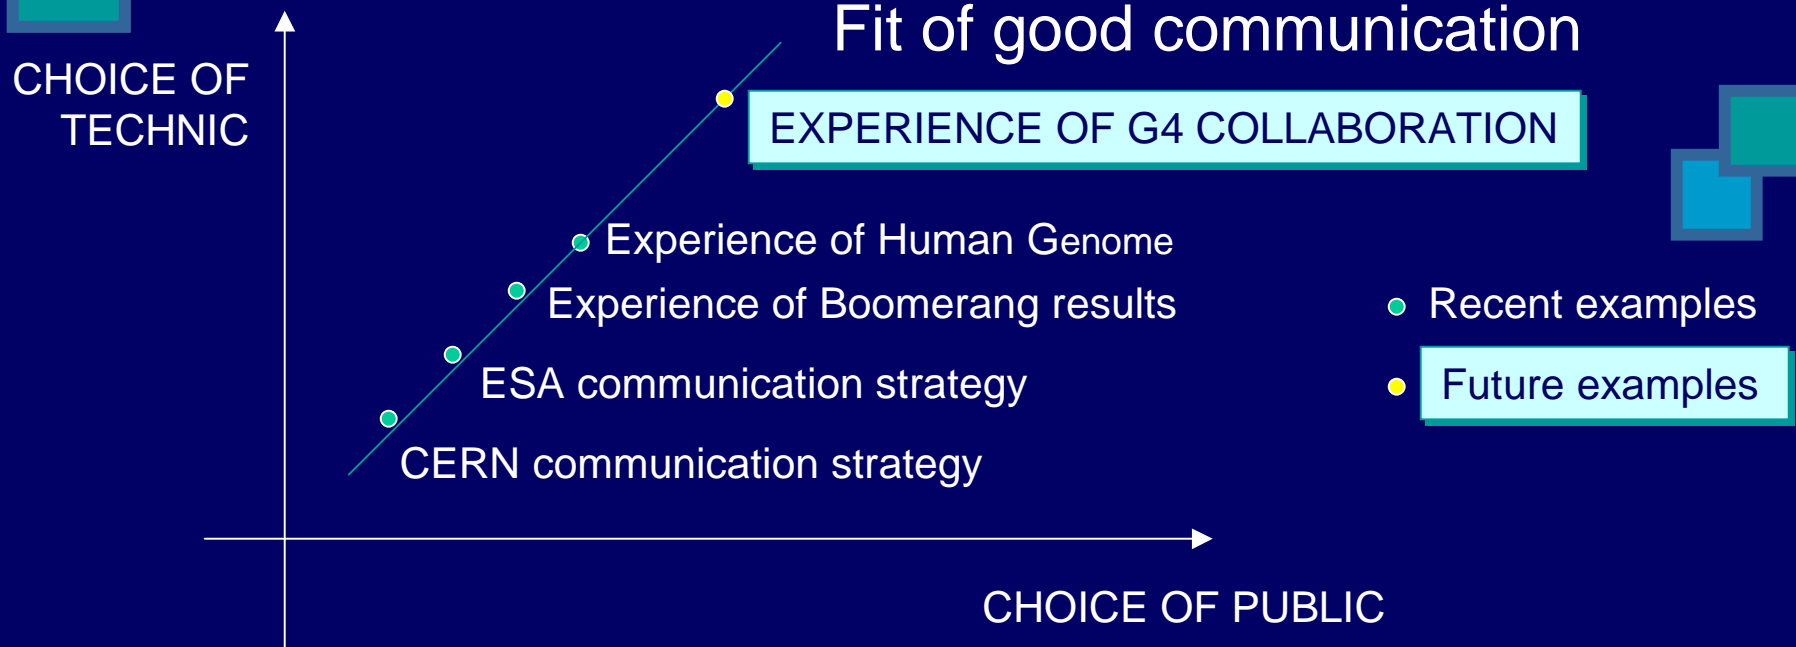 Fit of good communication
CHOICE OF
TECHNIC
EXPERIENCE OF G4 COLLABORATION
Experience of Human Genome
Experience of Boomerang results
Recent examples
ESA communication strategy
Future examples
CERN communication strategy
CHOICE OF PUBLIC